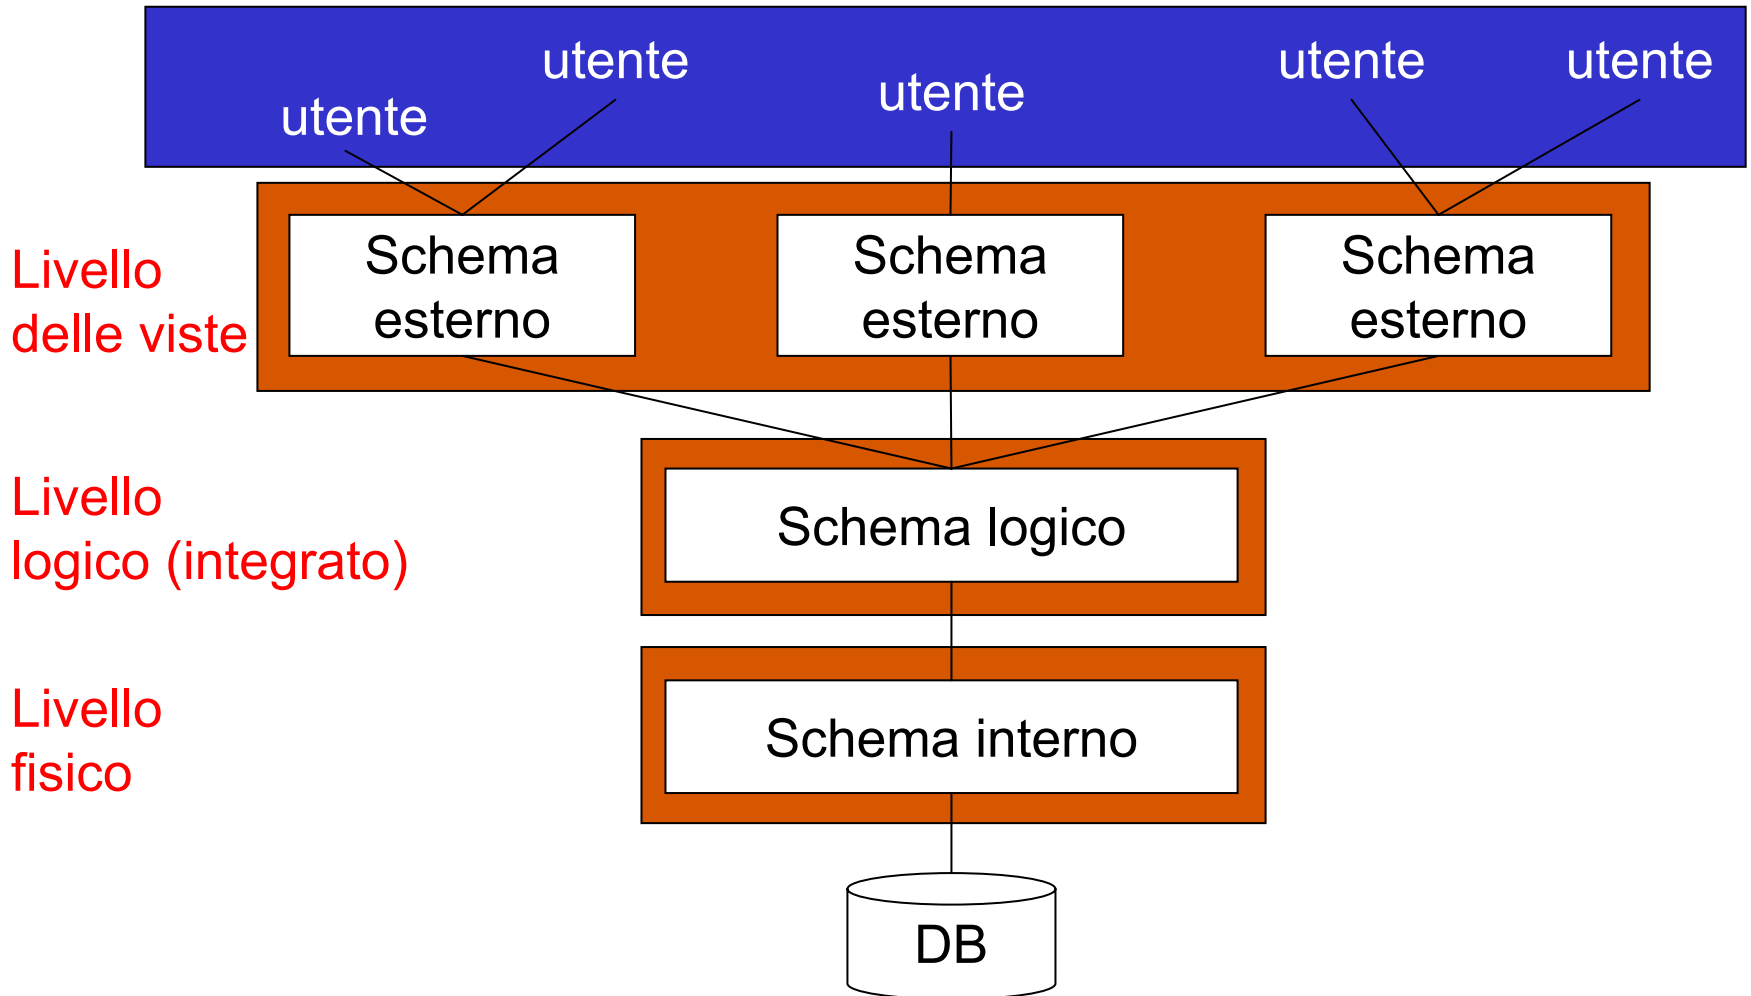 utente
utente
utente
utente
utente
Livello
delle viste
Schema
esterno
Schema
esterno
Schema
esterno
Livello
logico (integrato)
Schema logico
Livello
fisico
Schema interno
DB